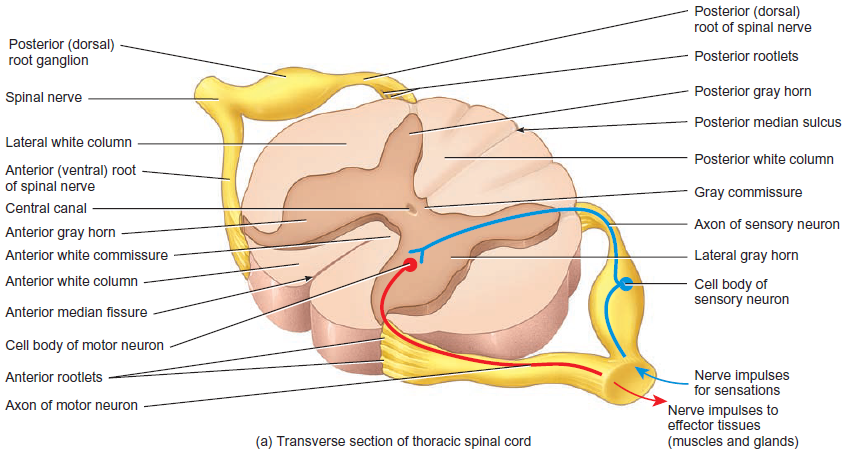 Posterior (dorsal)
root ganglion
Spinal nerve
Lateral white column
Anterior (ventral) root
of spinal nerve
Central canal
Anterior gray horn
Anterior white commissure
Anterior white column
Anterior median fissure
Cell body of motor neuron
Anterior rootlets
Axon of motor neuron
Posterior (dorsal)
root of spinal nerve
Posterior rootlets
Posterior gray horn
Posterior median sulcus
Posterior white column
Gray commissure
Axon of sensory neuron
Lateral gray horn
Cell body of
sensory neuron
Nerve impulses
for sensations
Nerve impulses to
effector tissues
(muscles and glands)
(a) Transverse section of thoracic spinal cord